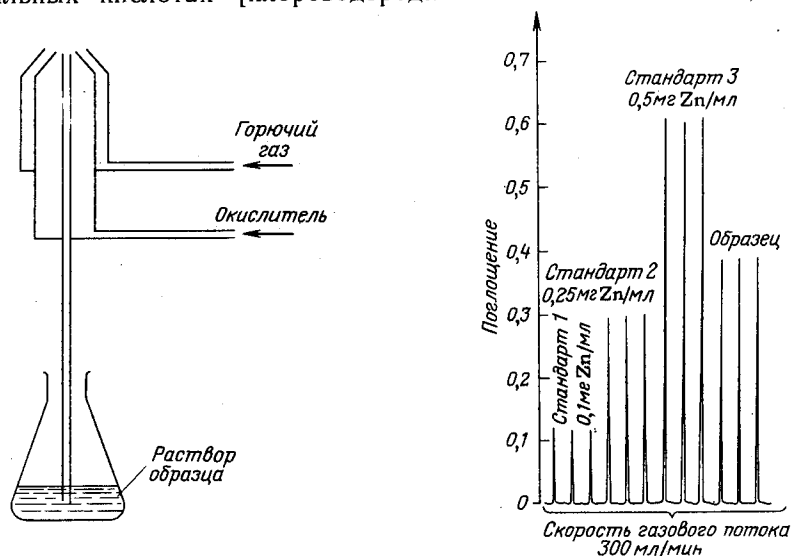 кислотах
Горючий
газ
Окислитель
Раствор
образца
Поглощение
0,7
0,6
0,5
0,4
0,3
0,2
0,1
0
Стандарт 1
0,1мг Zn/мл
Стандарт 2
0,25мг Zn/мл
Стандарт 3
0,5мг Zn/мл
Образец
Скорость газового потока
300 мл/мин